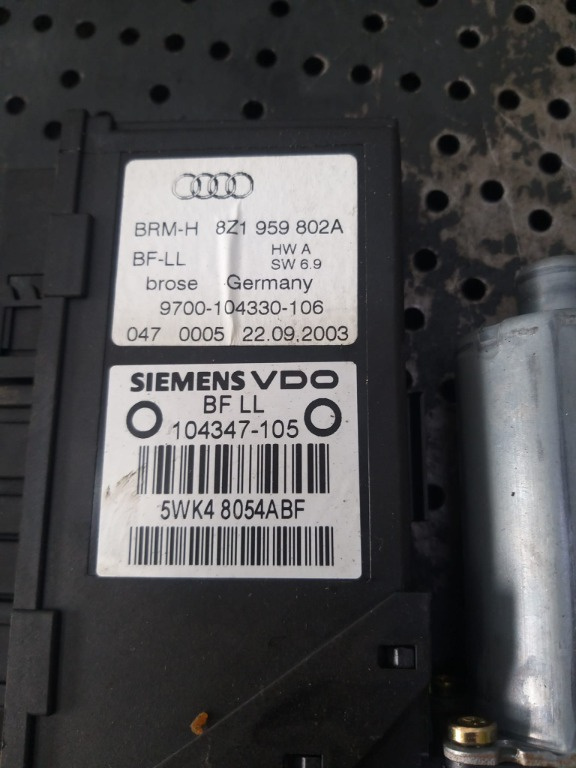 BRM-H 8Z1 959 802A
BF-LL HW A
SW 6.9
brose Germany
9700-104330-106
047 0005 22.09.2003
SIEMENS VDO
BF LL
104347-105
5WK4 8054ABF